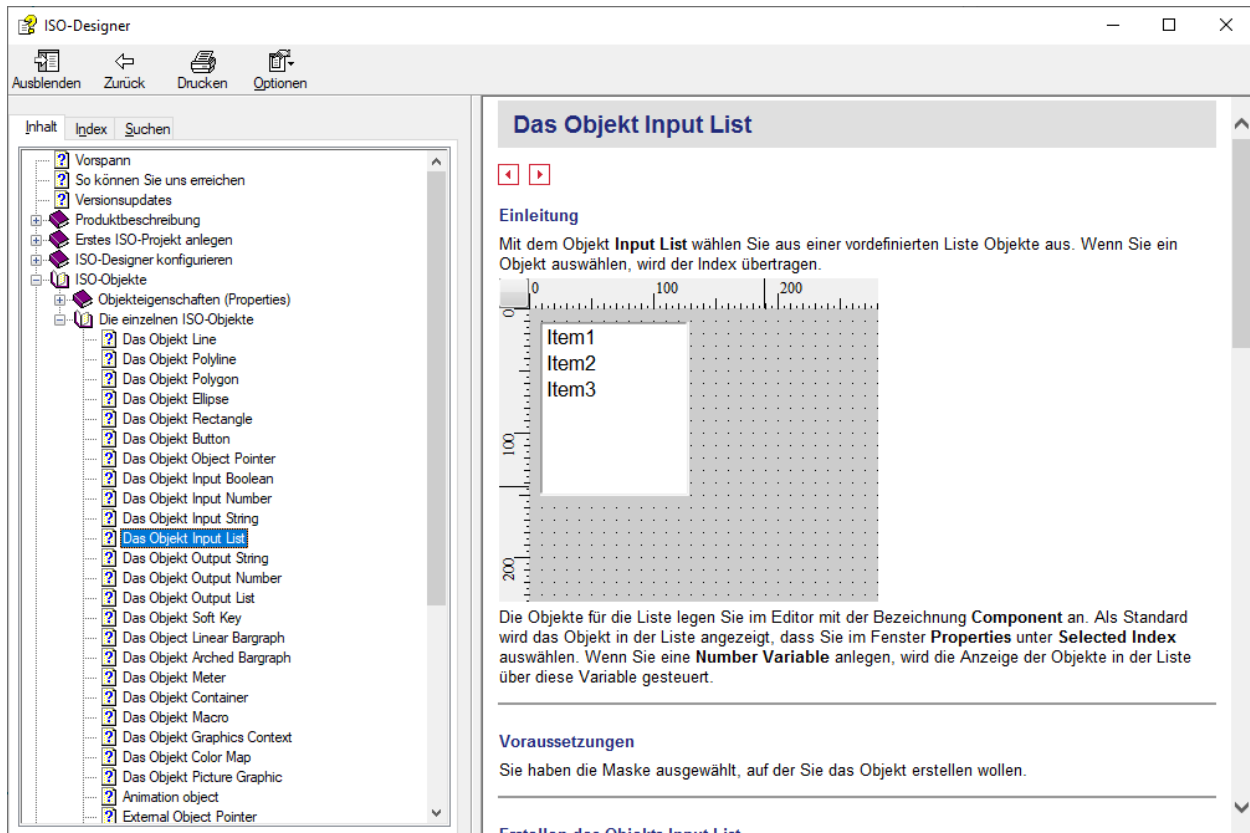 ISO-Designer
Ausblenden Zurück Drucken Optionen
Inhalt Index Suchen
Vorspann
So können Sie uns erreichen
Versionsupdates
Produktbeschreibung
Erstes ISO-Projekt anlegen
ISO-Designer konfigurieren
ISO-Objekte
Objekteigenschaften (Properties)
Die einzelnen ISO-Objekte
Das Objekt Line
Das Objekt Polyline
Das Objekt Polygon
Das Objekt Ellipse
Das Objekt Rectangle
Das Objekt Button
Das Objekt Object Pointer
Das Objekt Input Boolean
Das Objekt Input Number
Das Objekt Input String
Das Objekt Input List
Das Objekt Output String
Das Objekt Output Number
Das Objekt Output List
Das Objekt Soft Key
Das Object Linear Bargraph
Das Objekt Arched Bargraph
Das Objekt Meter
Das Objekt Container
Das Objekt Macro
Das Objekt Graphics Context
Das Objekt Color Map
Das Objekt Picture Graphic
Animation object
External Object Pointer
Das Objekt Input List
Einleitung
Mit dem Objekt Input List wählen Sie aus einer vordefinierten Liste Objekte aus. Wenn Sie ein
Objekt auswählen, wird der Index übertragen.
0 100 200
0
Item1
Item2
Item3
100
200
Die Objekte für die Liste legen Sie im Editor mit der Bezeichnung Component an. Als Standard
wird das Objekt in der Liste angezeigt, dass Sie im Fenster Properties unter Selected Index
auswählen. Wenn Sie eine Number Variable anlegen, wird die Anzeige der Objekte in der Liste
über diese Variable gesteuert.
Voraussetzungen
Sie haben die Maske ausgewählt, auf der Sie das Objekt erstellen wollen.
Erstellen des Objekts Input List